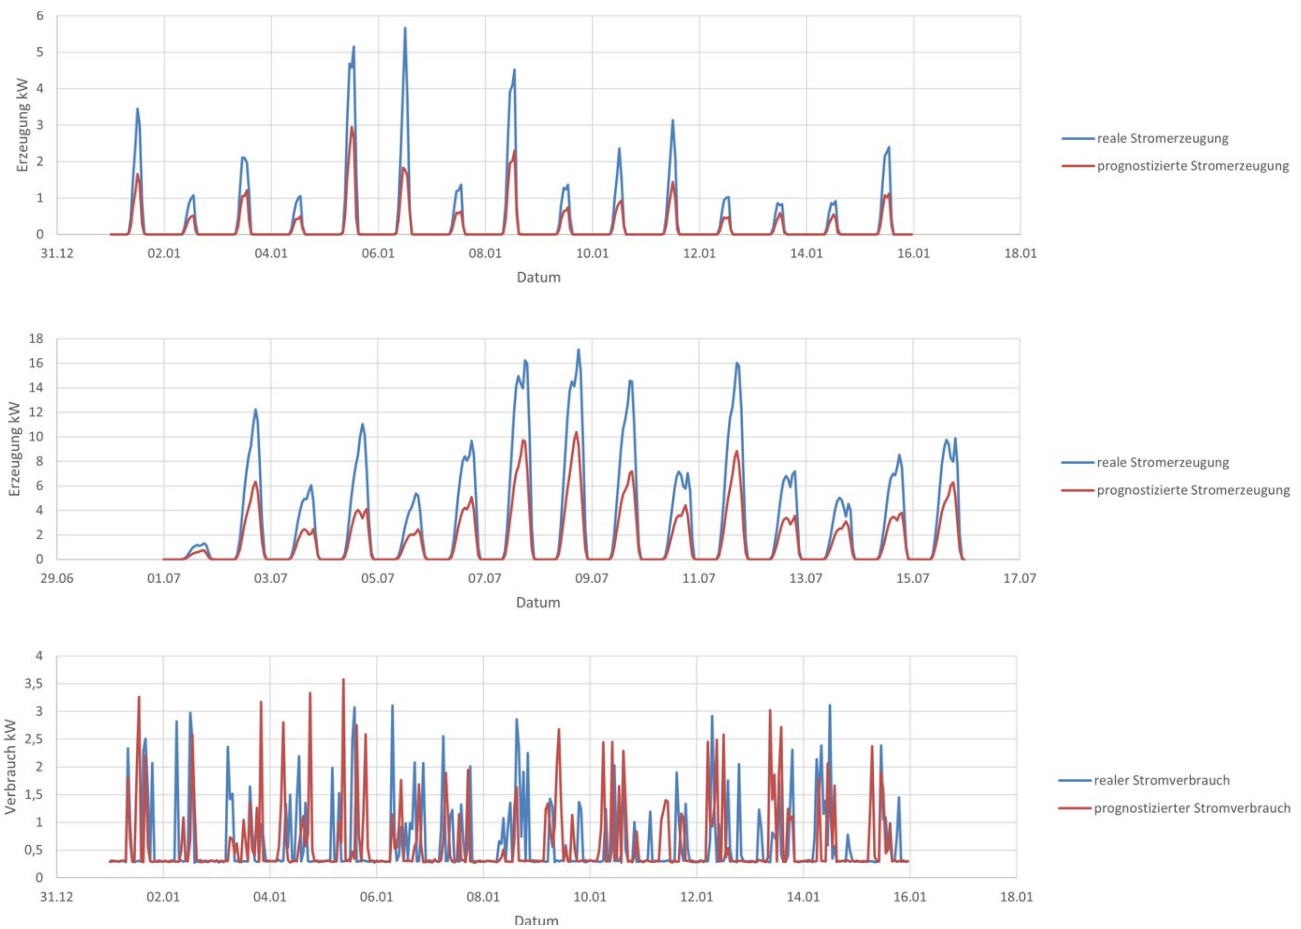 6
5
4
3
2
1
0
Erzeugung kW
31.12 02.01 04.01 06.01 08.01 10.01 12.01 14.01 16.01 18.01
Datum
reale Stromerzeugung
prognostizierte Stromerzeugung
18
16
14
12
10
8
6
4
2
0
Erzeugung kW
29.06 01.07 03.07 05.07 07.07 09.07 11.07 13.07 15.07 17.07
Datum
reale Stromerzeugung
prognostizierte Stromerzeugung
4
3,5
3
2,5
2
1,5
1
0,5
0
Verbrauch kW
31.12 02.01 04.01 06.01 08.01 10.01 12.01 14.01 16.01 18.01
Datum
realer Stromverbrauch
prognostizierter Stromverbrauch